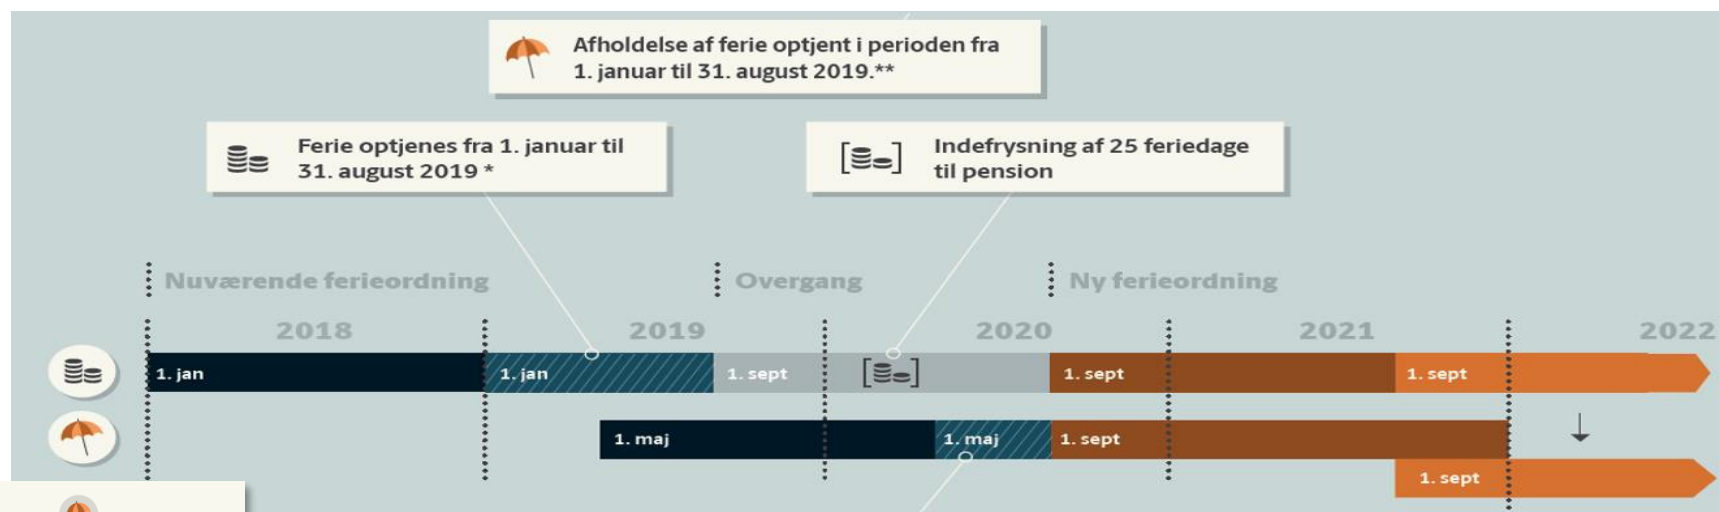 Afholdelse af ferie optjent i perioden fra
1. januar til 31. august 2019.**
Ferie optjenes fra 1. januar til
31. august 2019 *
Indefrysning af 25 feriedage
til pension
Nuværende ferieordning
Overgang
Ny ferieordning
2018
2019
2020
2021
2022
1. jan
1. jan
1. sept
1. sept
1. sept
1. maj
1. maj
1. sept
1. sept